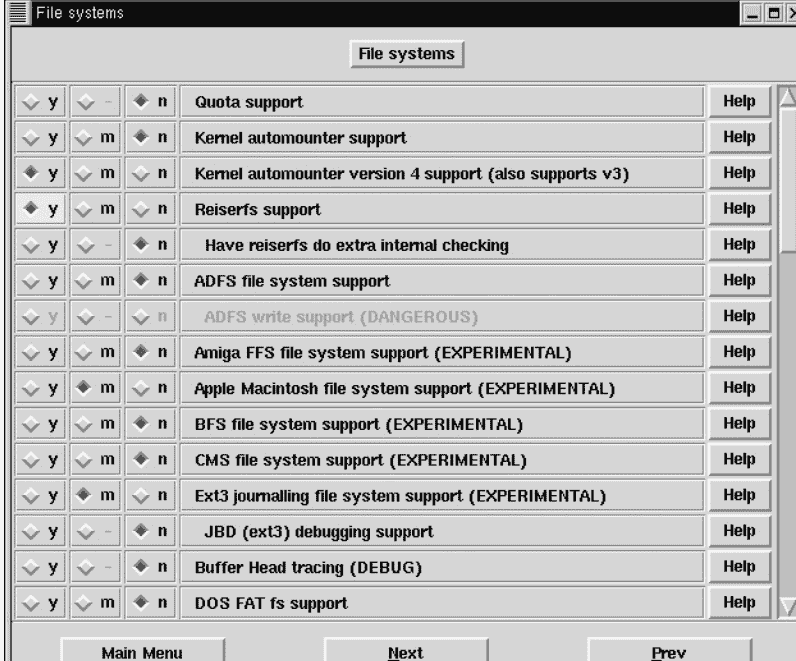 File systems
File systems
y - n Quota support Help
y m n Kernel automounter support Help
y m n Kernel automounter version 4 support (also supports v3) Help
y m n Reiserfs support Help
y - n Have reiserfs do extra internal checking Help
y m n ADFS file system support Help
y - n ADFS write support (DANGEROUS) Help
y m n Amiga FFS file system support (EXPERIMENTAL) Help
y m n Apple Macintosh file system support (EXPERIMENTAL) Help
y m n BFS file system support (EXPERIMENTAL) Help
y m n CMS file system support (EXPERIMENTAL) Help
y m n Ext3 journalling file system support (EXPERIMENTAL) Help
y - n JBD (ext3) debugging support Help
y - n Buffer Head tracing (DEBUG) Help
y m n DOS FAT fs support Help
Main Menu Next Prev